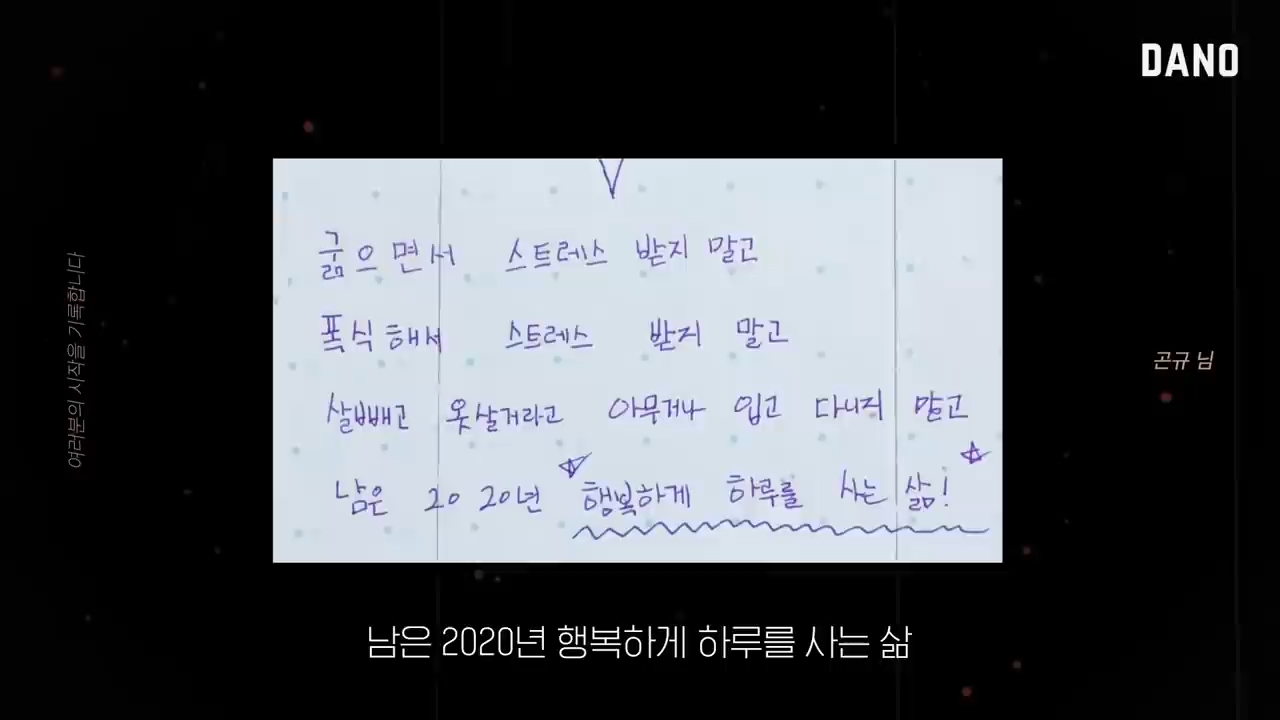 DANO
여러분의 시작을 기록합니다
굶으면서 스트레스 받지 말고
폭식해서 스트레스 받지 말고
살빼고 옷살거라고 아무거나 입고 다니지 말고
남은 2020년 행복하게 하루를 사는 삶!
곤규 님
남은 2020년 행복하게 하루를 사는 삶